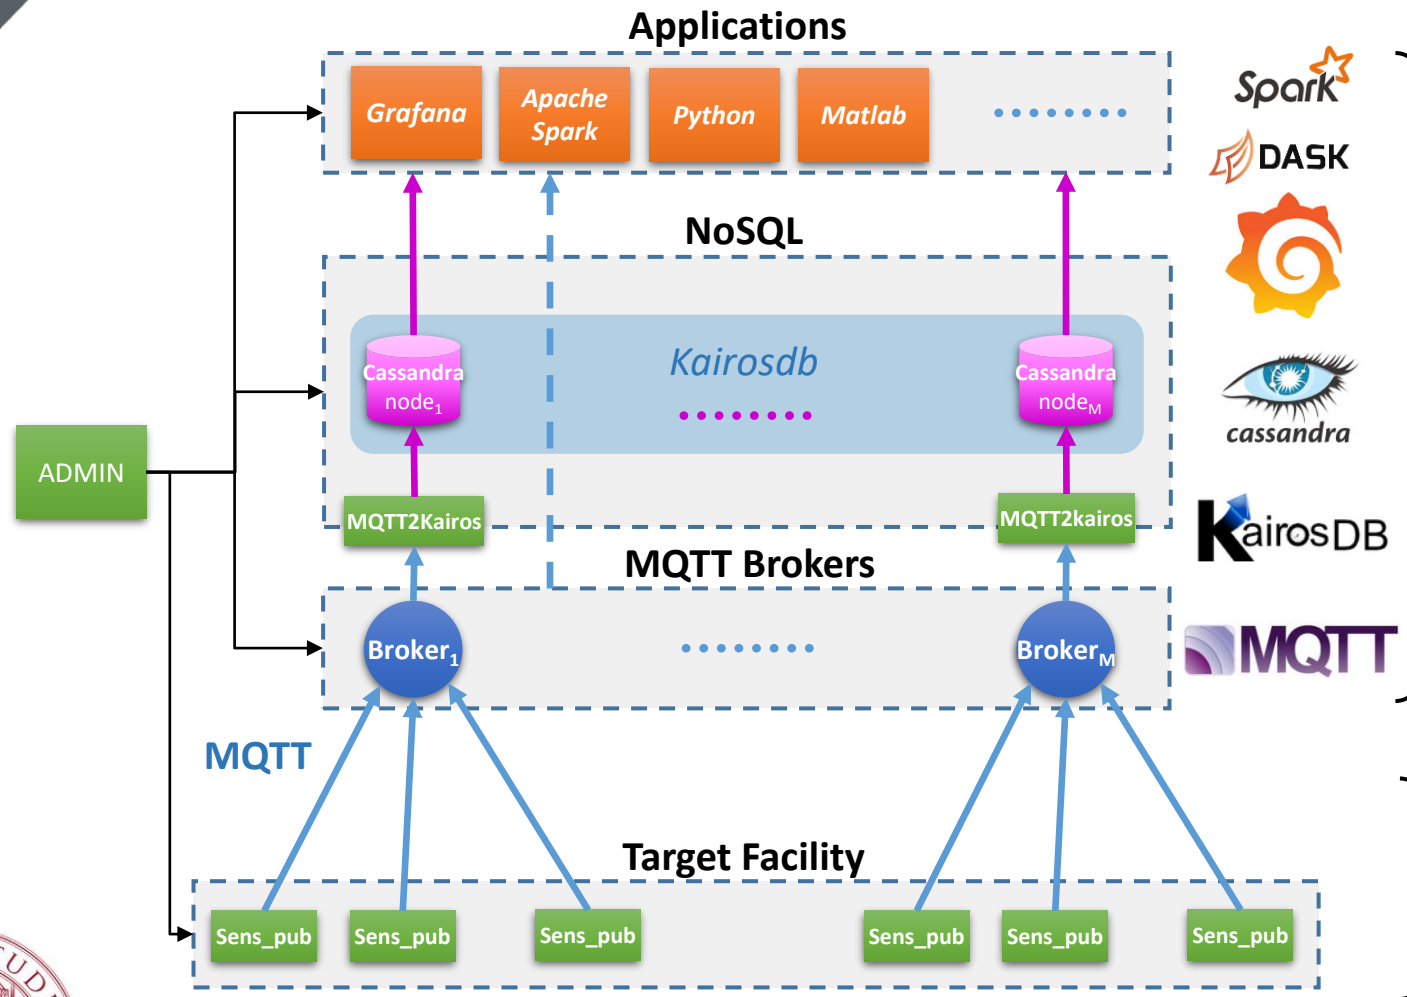 Applications
Grafana
Apache
Spark
Python
Matlab
Spark
DASK
NoSQL
Kairosdb
Cassandra
node1
Cassandra
nodeM
cassandra
ADMIN
MQTT2Kairos
MQTT2kairos
KairosDB
MQTT Brokers
Broker1
BrokerM
MQTT
MQTT
Target Facility
Sens_pub
Sens_pub
Sens_pub
Sens_pub
Sens_pub
Sens_pub
STUD